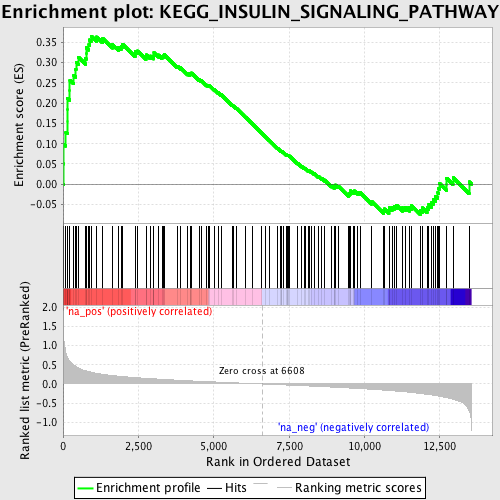 Enrichment plot: KEGG_INSULIN_SIGNALING_PATHWAY
Enrichment score (ES)
0.35
0.30
0.25
0.20
0.15
0.10
0.05
0.00
-0.05
'na_pos' (positively correlated)
Ranked list metric (PreRanked)
2.0
1.5
1.0
0.5
0.0
-0.5
-1.0
Zero cross at 6608
'na_neg' (negatively correlated)
0
2,500
5,000
7,500
10,000
12,500
Rank in Ordered Dataset
Enrichment profile
Hits
Ranking metric scores